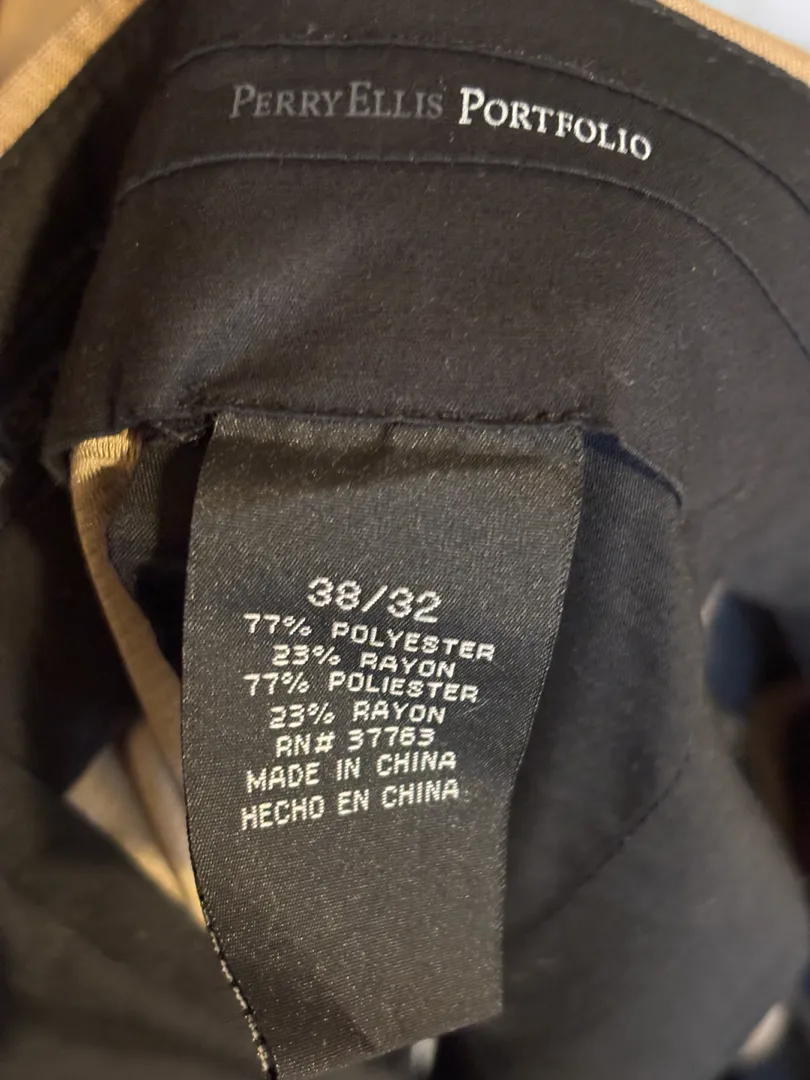 PERRY ELLIS PORTFOLIO
38/32
77% POLYESTER
23% RAYON
77% POLIESTER
23% RAYON
RN# 37763
MADE IN CHINA
HECHO EN CHINA